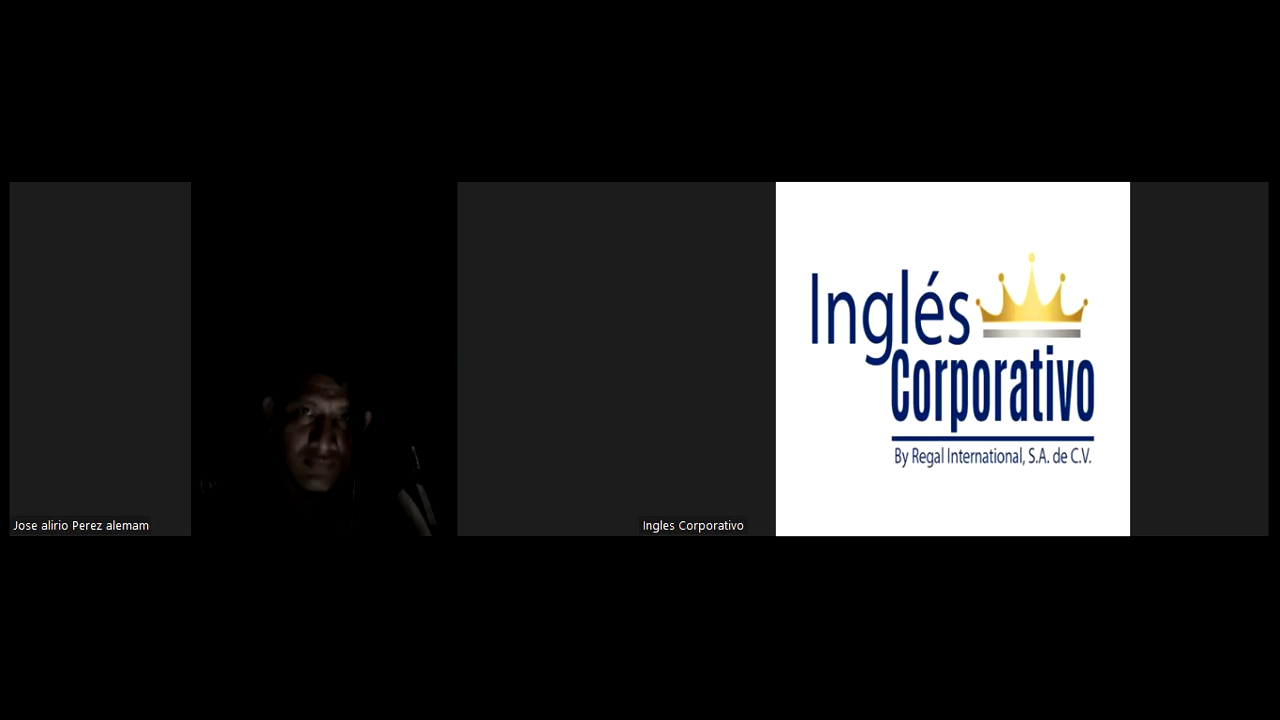 Inglés
Corporativo
By Regal International, S.A. de C.V.
Jose alirio Perez alemam
Ingles Corporativo